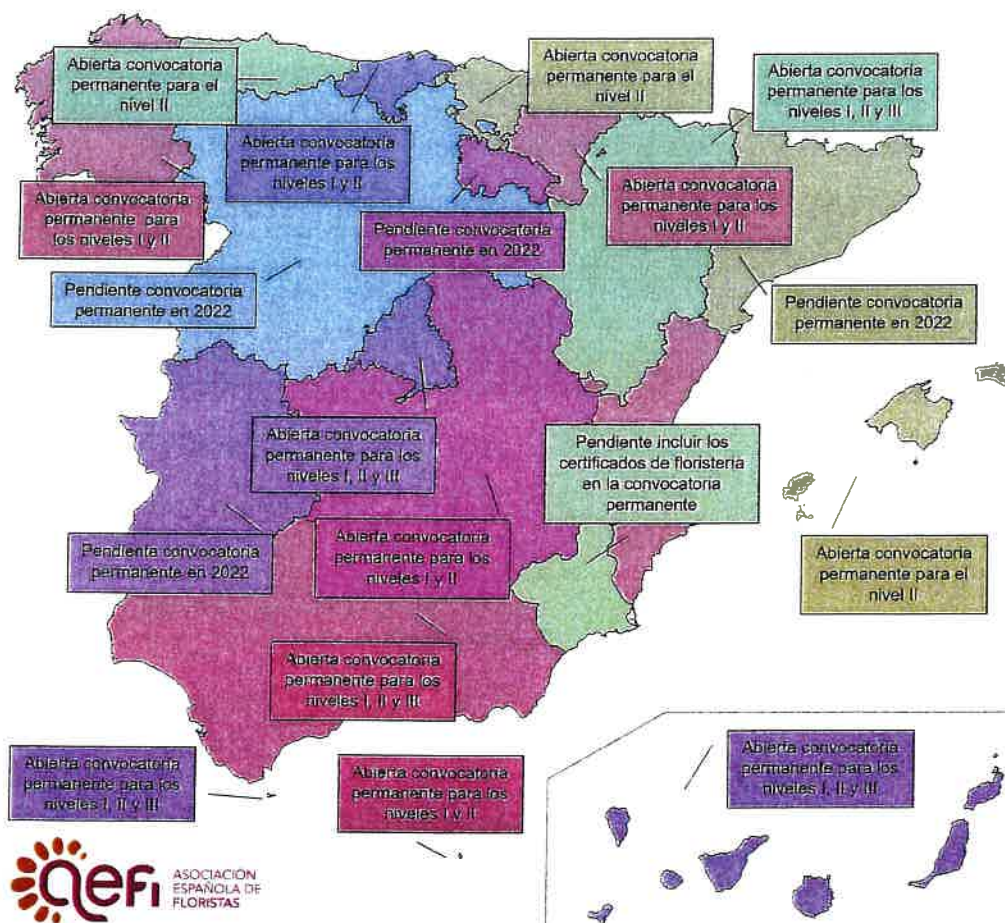 Abierta convocatoria
permanente para el
nivel II
Abierta convocatoria
permanente para el
nivel II
Abierta convocatoria
permanente para los
niveles I, II y III
Abierta convocatoria
permanente para los
niveles I y II
Abierta convocatoria
permanente para
los niveles I y II
Abierta convocatoria
permanente para los
niveles I y II
Pendiente convocatoria
permanente en 2022
Pendiente convocatoria
permanente en 2022
Pendiente convocatoria
permanente en 2022
Abierta convocatoria
permanente para los
niveles I, II y III
Pendiente incluir los
certificados de floristería
en la convocatoria
permanente
Pendiente convocatoria
permanente en 2022
Abierta convocatoria
permanente para los
niveles I y II
Abierta convocatoria
permanente para el
nivel II
Abierta convocatoria
permanente para los
niveles I, II y III
Abierta convocatoria
permanente para los
niveles I, II y III
Abierta convocatoria
permanente para los
niveles I y II
Abierta convocatoria
permanente para los
niveles I, II y III
aefi
ASOCIACIÓN
ESPAÑOLA DE
FLORISTAS